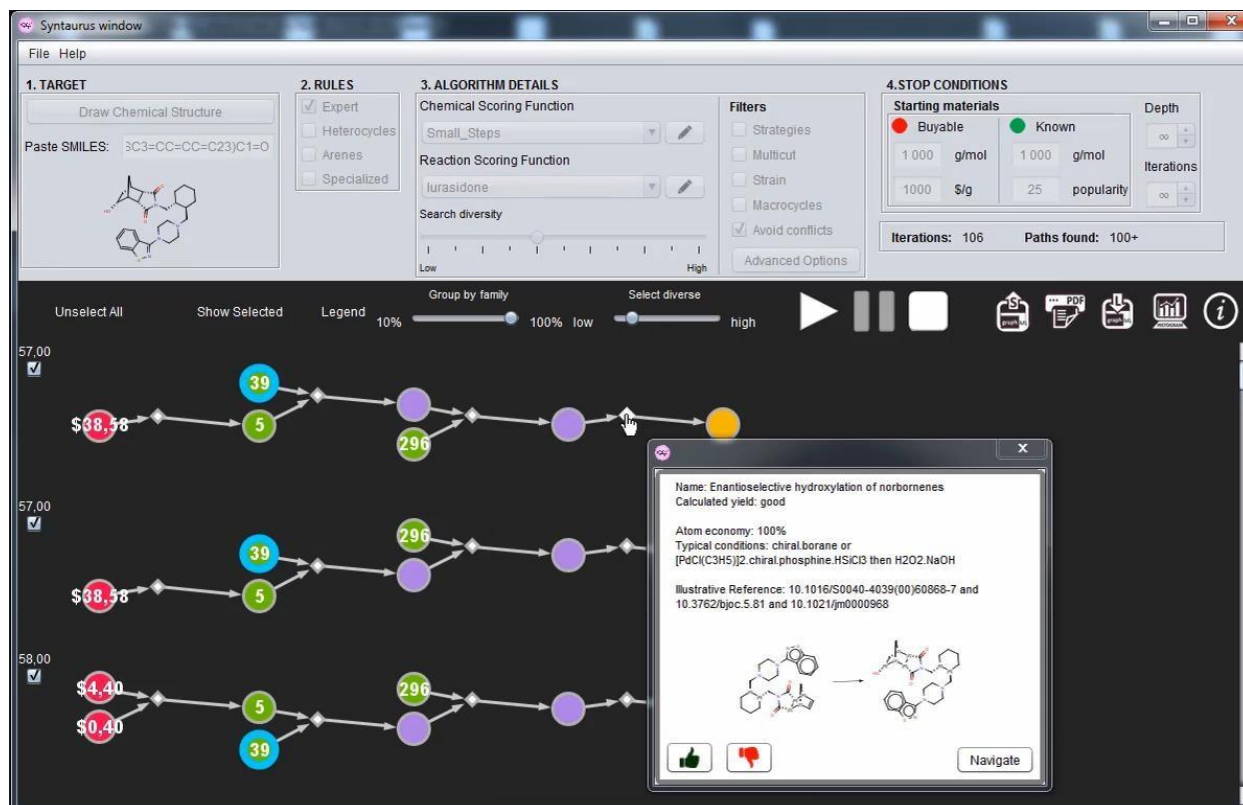 Syntaurus window
File Help
1. TARGET
Draw Chemical Structure
Paste SMILES: SC3=CC=CC=C23)C1=O
2. RULES
Expert
Heterocycles
Arenes
Specialized
3. ALGORITHM DETAILS
Chemical Scoring Function
Small_Steps
Reaction Scoring Function
lurasidone
Search diversity
Low High
Filters
Strategies
Multicut
Strain
Macrocycles
Avoid conflicts
Advanced Options
4.STOP CONDITIONS
Starting materials
Buyable Known
1 000 g/mol 1 000 g/mol
1000 $/g 25 popularity
Depth
∞
Iterations
∞
Iterations: 106 Paths found: 100+
Unselect All Show Selected Legend
Group by family
10% 100%
Select diverse
low high
S
graph ML
PDF
L
graph ML
i
57,00
39
$38,58 5
296
57,00
39
296
$38,58 5
58,00
$4,40
5
296
$0,40
39
X
Name: Enantioselective hydroxylation of norbornenes
Calculated yield: good
Atom economy: 100%
Typical conditions: chiral.borane or
[PdCl(C3H5)]2.chiral.phosphine.HSiCl3 then H2O2.NaOH
Illustrative Reference: 10.1016/S0040-4039(00)60868-7 and
10.3762/bjoc.5.81 and 10.1021/jm0000968
Navigate